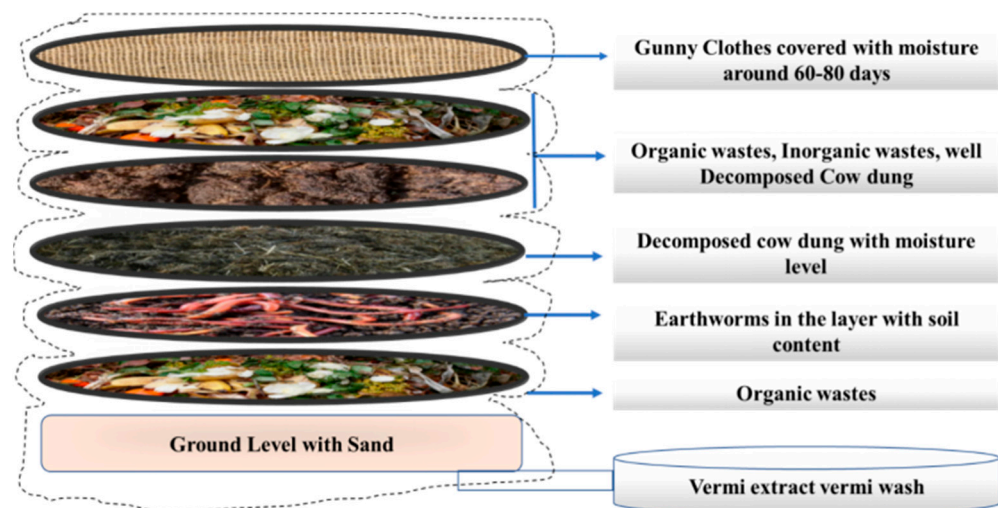 Gunny Clothes covered with moisture
around 60-80 days
Organic wastes, Inorganic wastes, well
Decomposed Cow dung
Decomposed cow dung with moisture
level
Earthworms in the layer with soil
content
Organic wastes
Ground Level with Sand
Vermi extract vermi wash